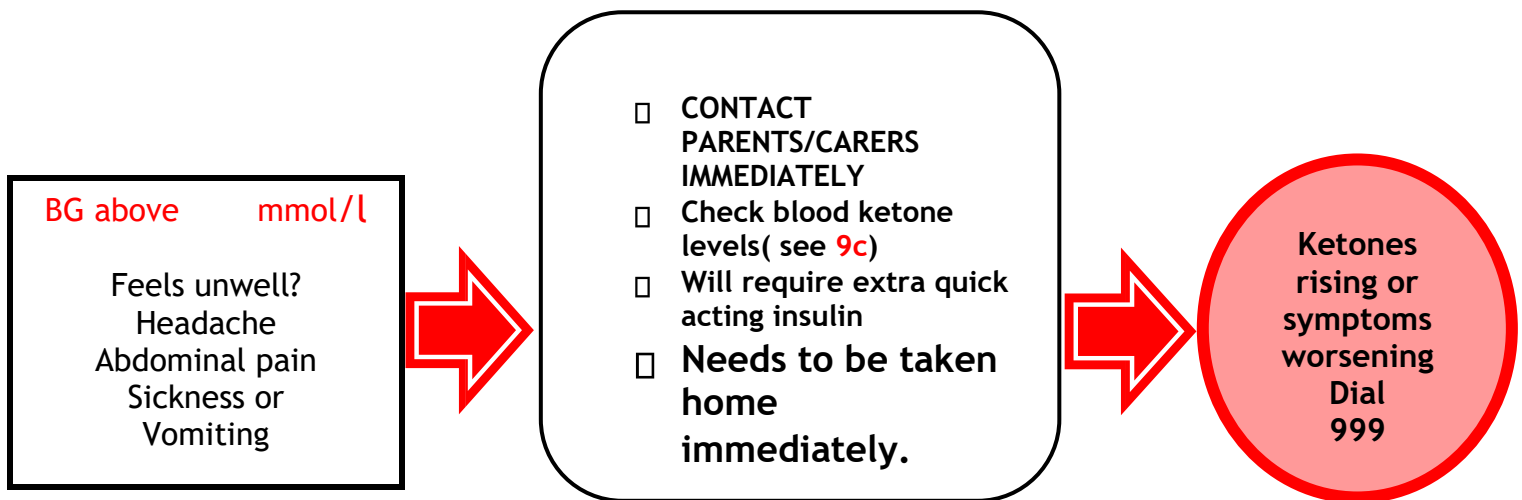 BG above mmol/l
Feels unwell?
Headache
Abdominal pain
Sickness or
Vomiting
CONTACT
PARENTS/CARERS
IMMEDIATELY
Check blood ketone
levels( see 9c)
Will require extra quick
acting insulin
Needs to be taken
home
immediately.
Ketones
rising or
symptoms
worsening
Dial
999